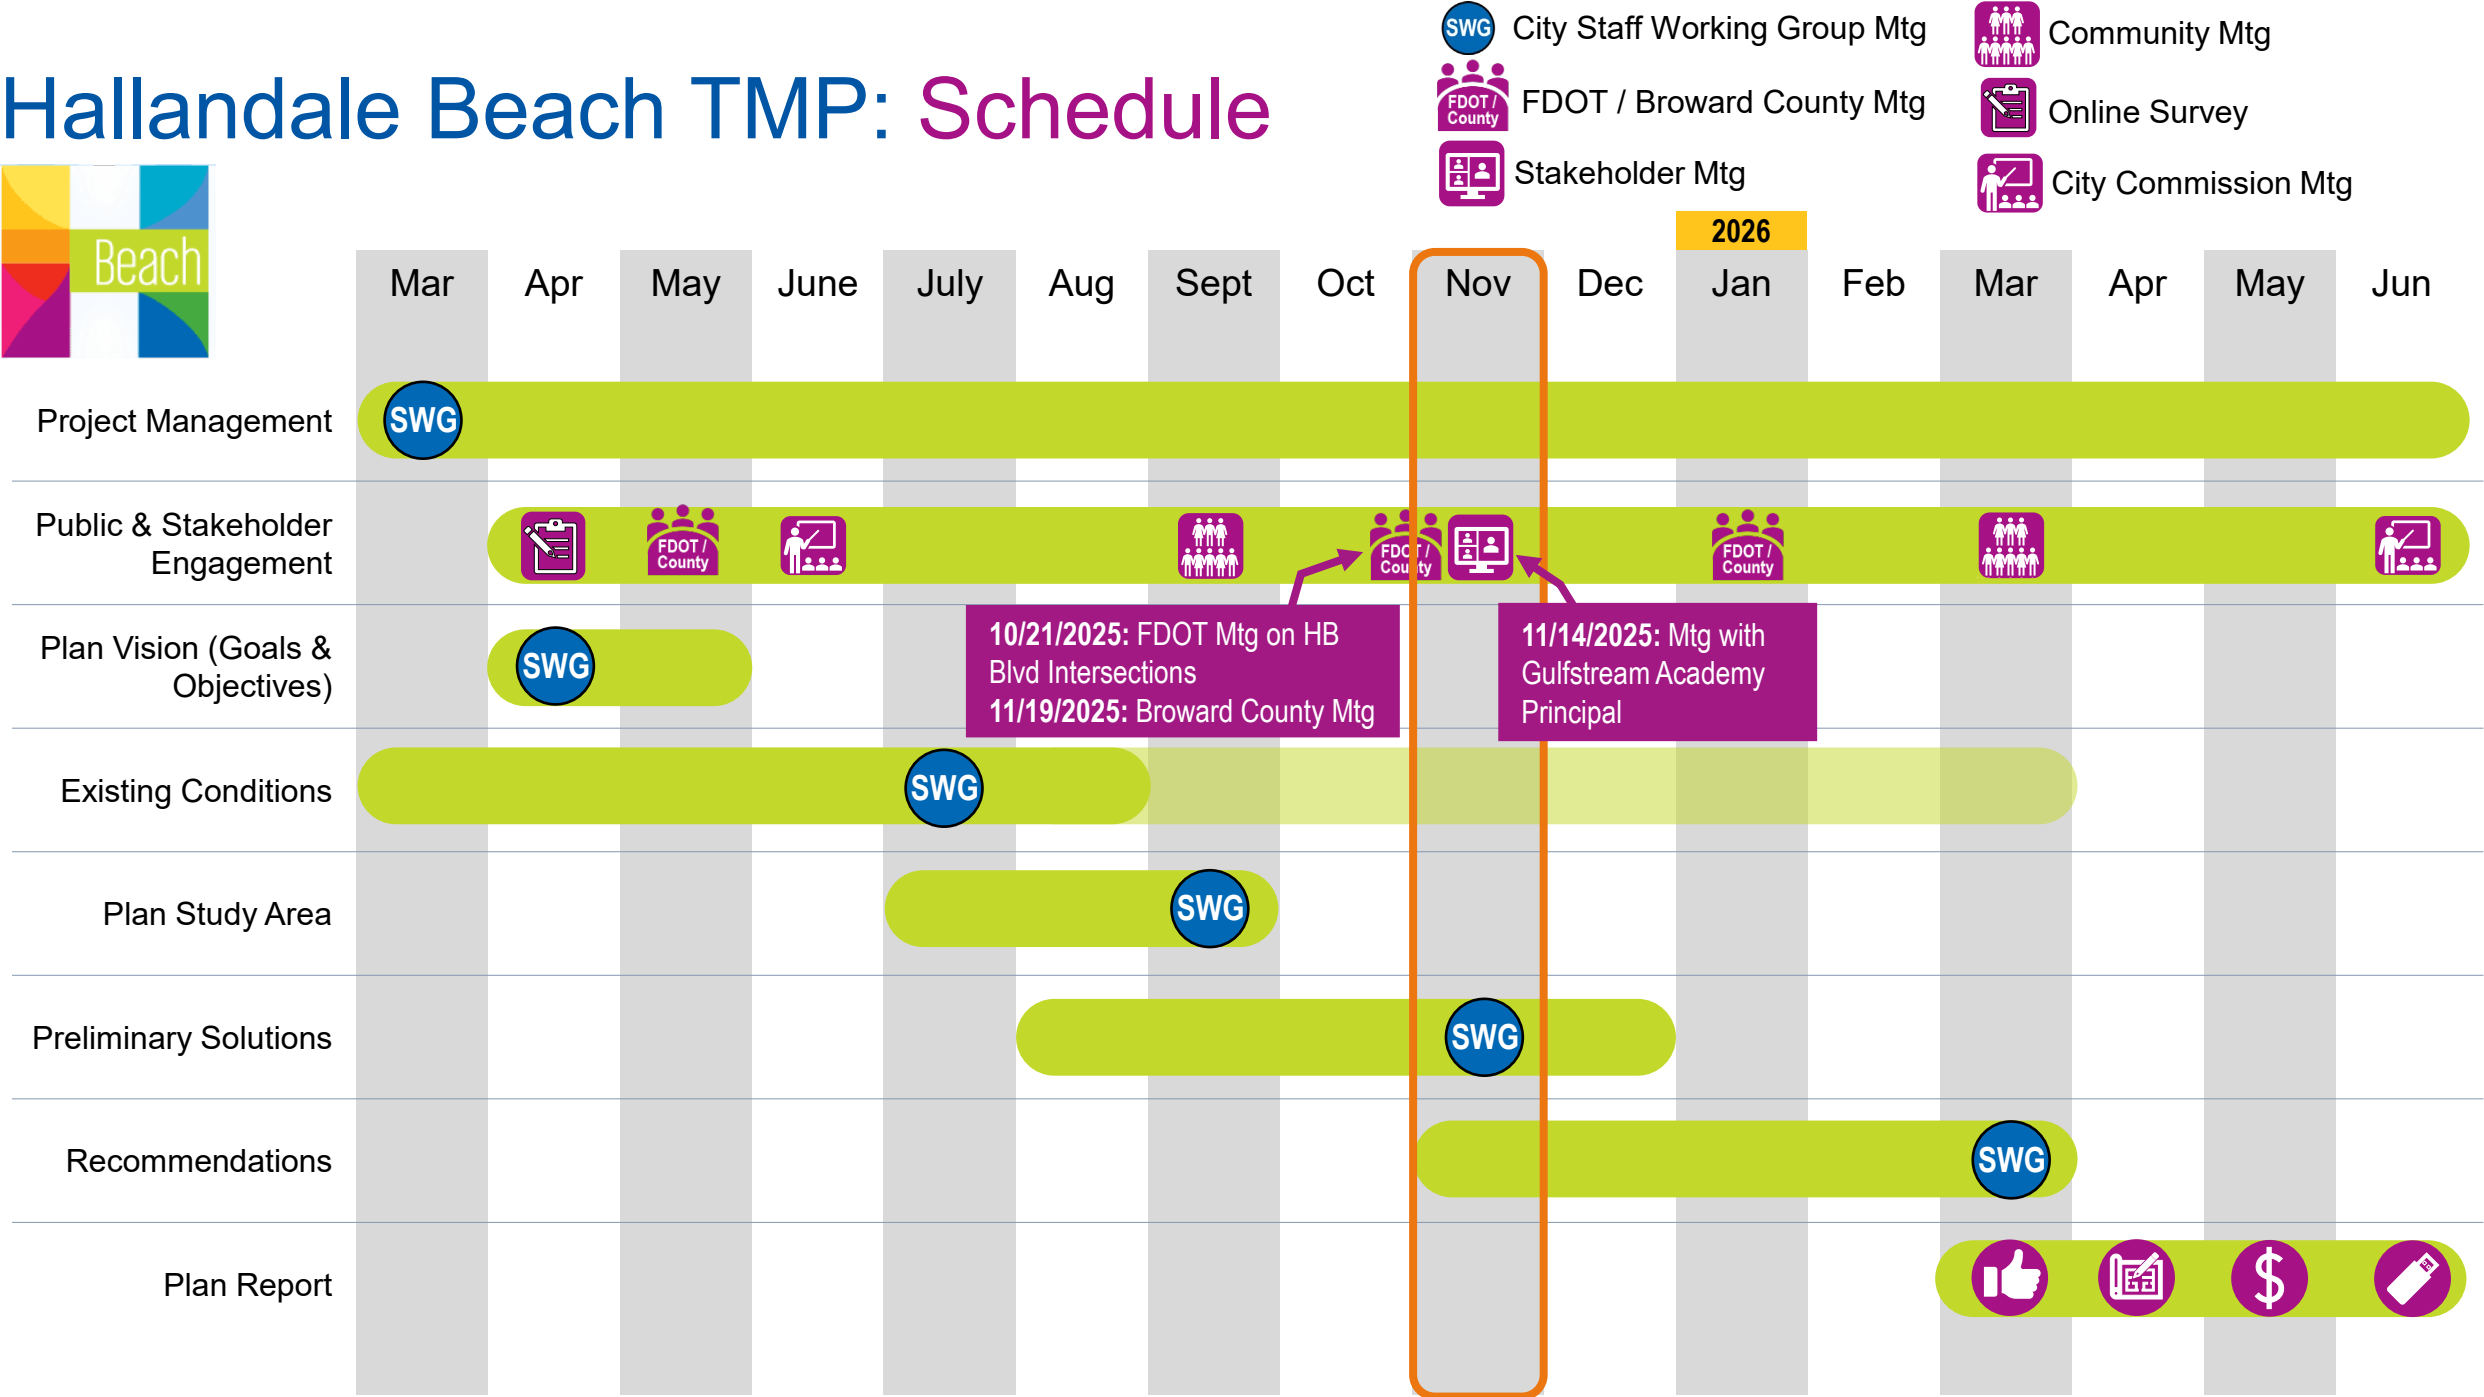 Hallandale Beach TMP: Schedule
Beach
SWG City Staff Working Group Mtg
FDOT /
County
FDOT / Broward County Mtg
Stakeholder Mtg
Community Mtg
Online Survey
City Commission Mtg
2026
Mar Apr May June July Aug Sept Oct Nov Dec Jan Feb Mar Apr May Jun
Project Management
SWG
Public & Stakeholder
Engagement
FDOT /
County
FDOT /
County
FDOT /
County
10/21/2025: FDOT Mtg on HB
Blvd Intersections
11/19/2025: Broward County Mtg
11/14/2025: Mtg with
Gulfstream Academy
Principal
Plan Vision (Goals &
Objectives)
SWG
Existing Conditions
SWG
Plan Study Area
SWG
Preliminary Solutions
SWG
Recommendations
SWG
Plan Report
$